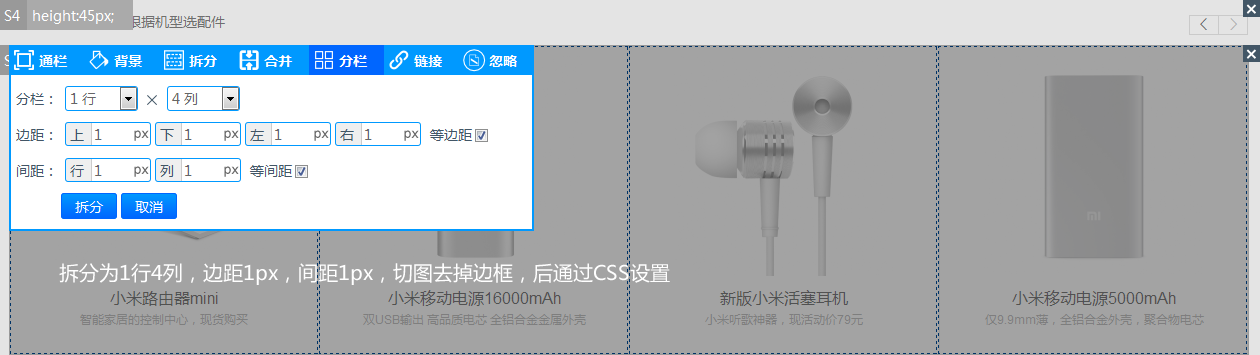 S4 height:45px; 根据机型选配件
通栏 背景 拆分 合并 分栏 链接 忽略
分栏： 1 行 × 4 列
边距： 上 1 px 下 1 px 左 1 px 右 1 px 等边距
间距： 行 1 px 列 1 px 等间距
拆分 取消
mi
拆分为1行4列，边距1px，间距1px，切图去掉边框，后通过CSS设置
小米路由器mini 小米移动电源16000mAh 新版小米活塞耳机 小米移动电源5000mAh
智能家居的控制中心，现货购买 双USB输出 高品质电芯 全铝合金金属外壳 小米听歌神器，现活动价79元 仅9.9mm薄，全铝合金外壳，聚合物电芯